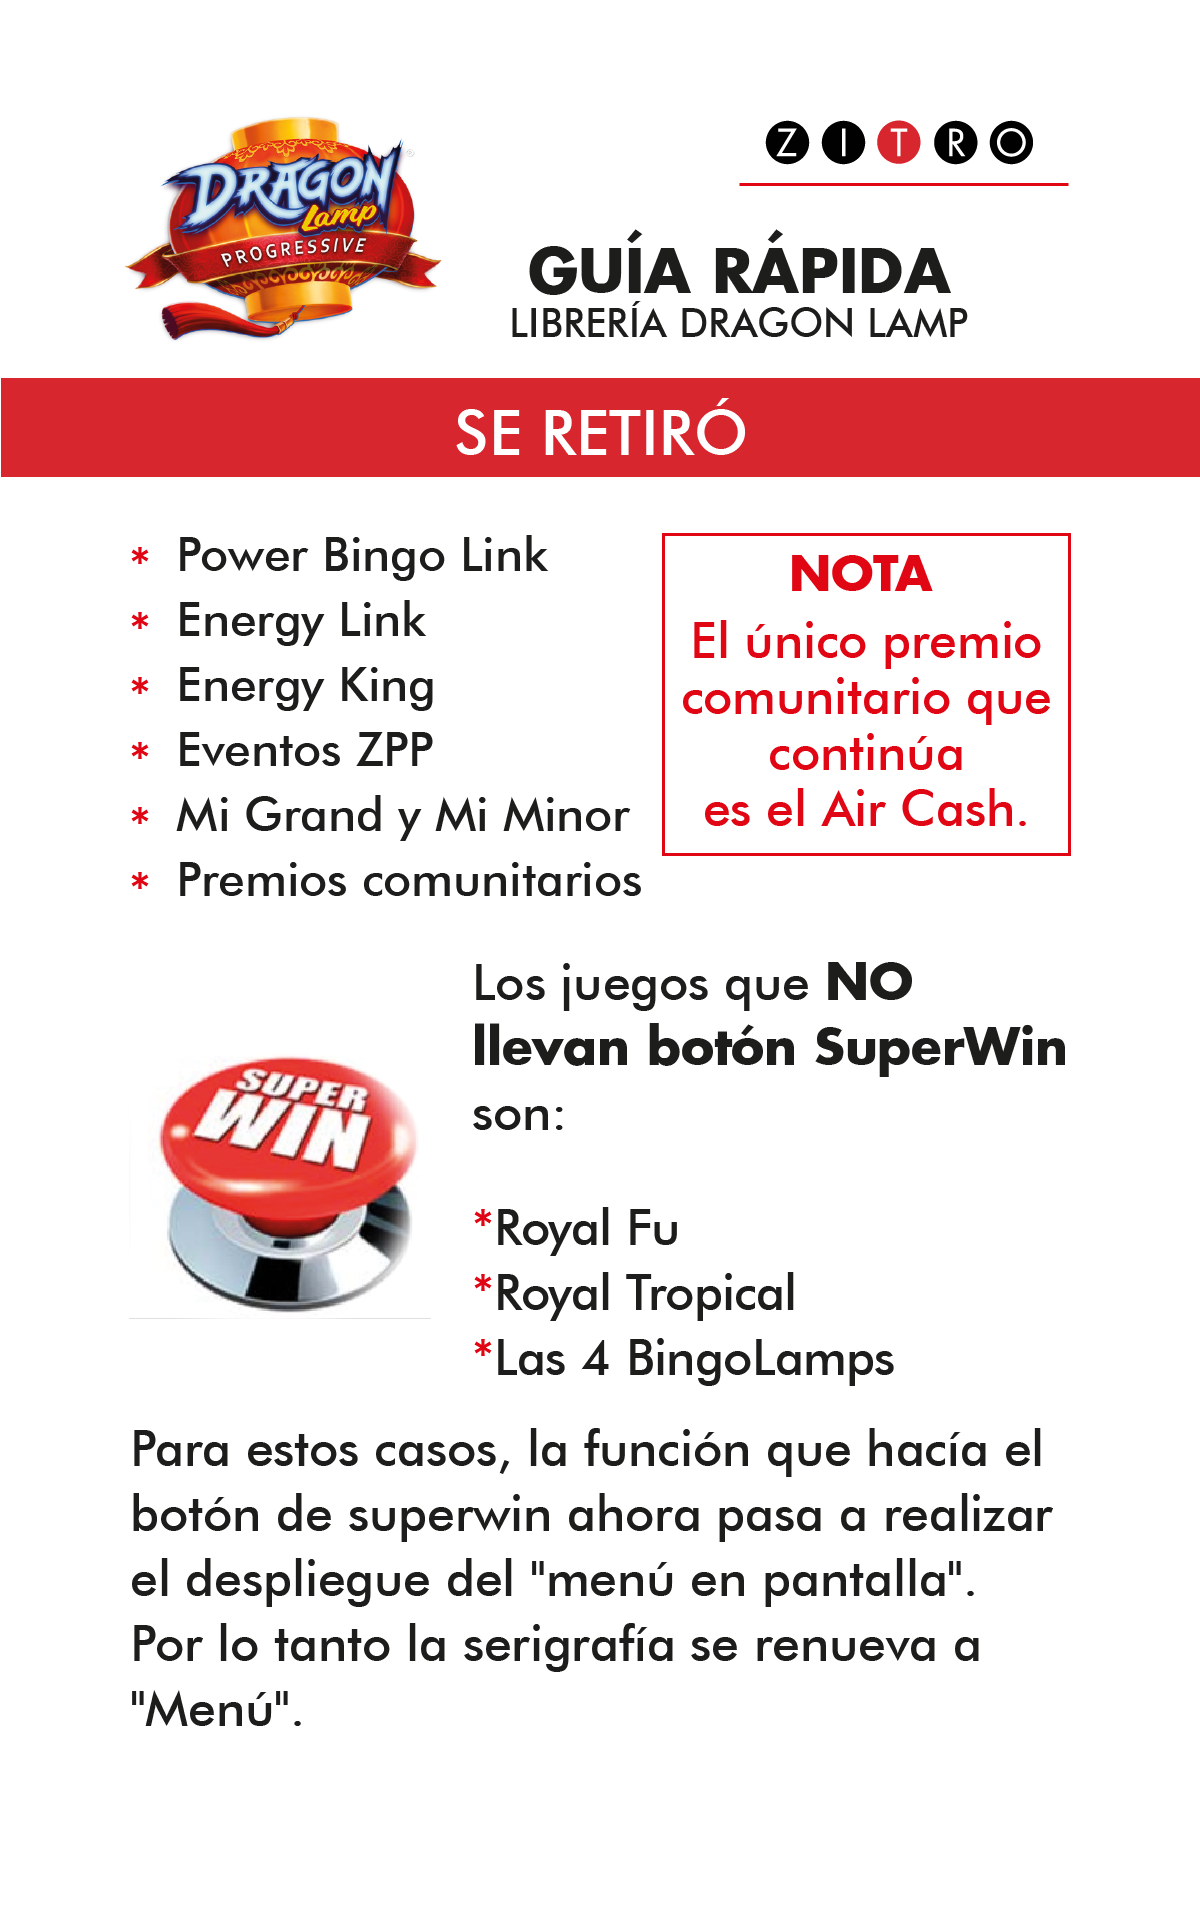 DRAGON
Lamp
PROGRESSIVE
ZITRO
GUÍA RÁPIDA
LIBRERÍA DRAGON LAMP
SE RETIRÓ
* Power Bingo Link
* Energy Link
* Energy King
* Eventos ZPP
* Mi Grand y Mi Minor
* Premios comunitarios
NOTA
El único premio
comunitario que
continúa
es el Air Cash.
Los juegos que NO
llevan botón SuperWin
son:
SUPER
WIN
*Royal Fu
*Royal Tropical
*Las 4 BingoLamps
Para estos casos, la función que hacía el
botón de superwin ahora pasa a realizar
el despliegue del "menú en pantalla".
Por lo tanto la serigrafía se renueva a
"Menú".